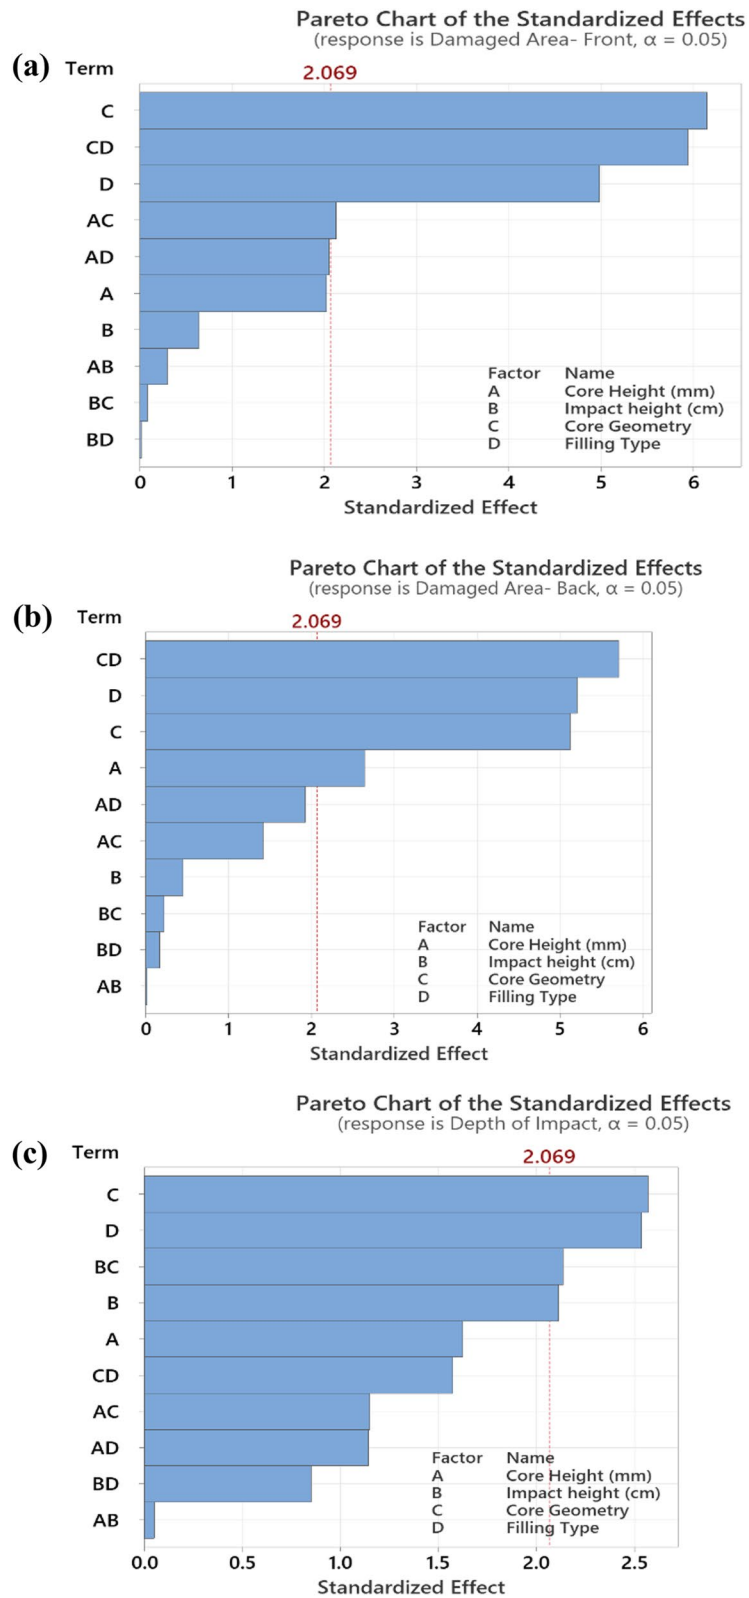 Pareto Chart of the Standardized Effects
(response is Damaged Area- Front, α = 0.05)
(a) Term
2.069
C
CD
D
AC
AD
A
B
AB
BC
BD
Factor Name
A Core Height (mm)
B Impact height (cm)
C Core Geometry
D Filling Type
0 1 2 3 4 5 6
Standardized Effect
Pareto Chart of the Standardized Effects
(response is Damaged Area- Back, α = 0.05)
(b) Term
2.069
CD
D
C
A
AD
AC
B
BC
BD
AB
Factor Name
A Core Height (mm)
B Impact height (cm)
C Core Geometry
D Filling Type
0 1 2 3 4 5 6
Standardized Effect
Pareto Chart of the Standardized Effects
(response is Depth of Impact, α = 0.05)
(c) Term
2.069
C
D
BC
B
A
CD
AC
AD
BD
AB
Factor Name
A Core Height (mm)
B Impact height (cm)
C Core Geometry
D Filling Type
0.0 0.5 1.0 1.5 2.0 2.5
Standardized Effect